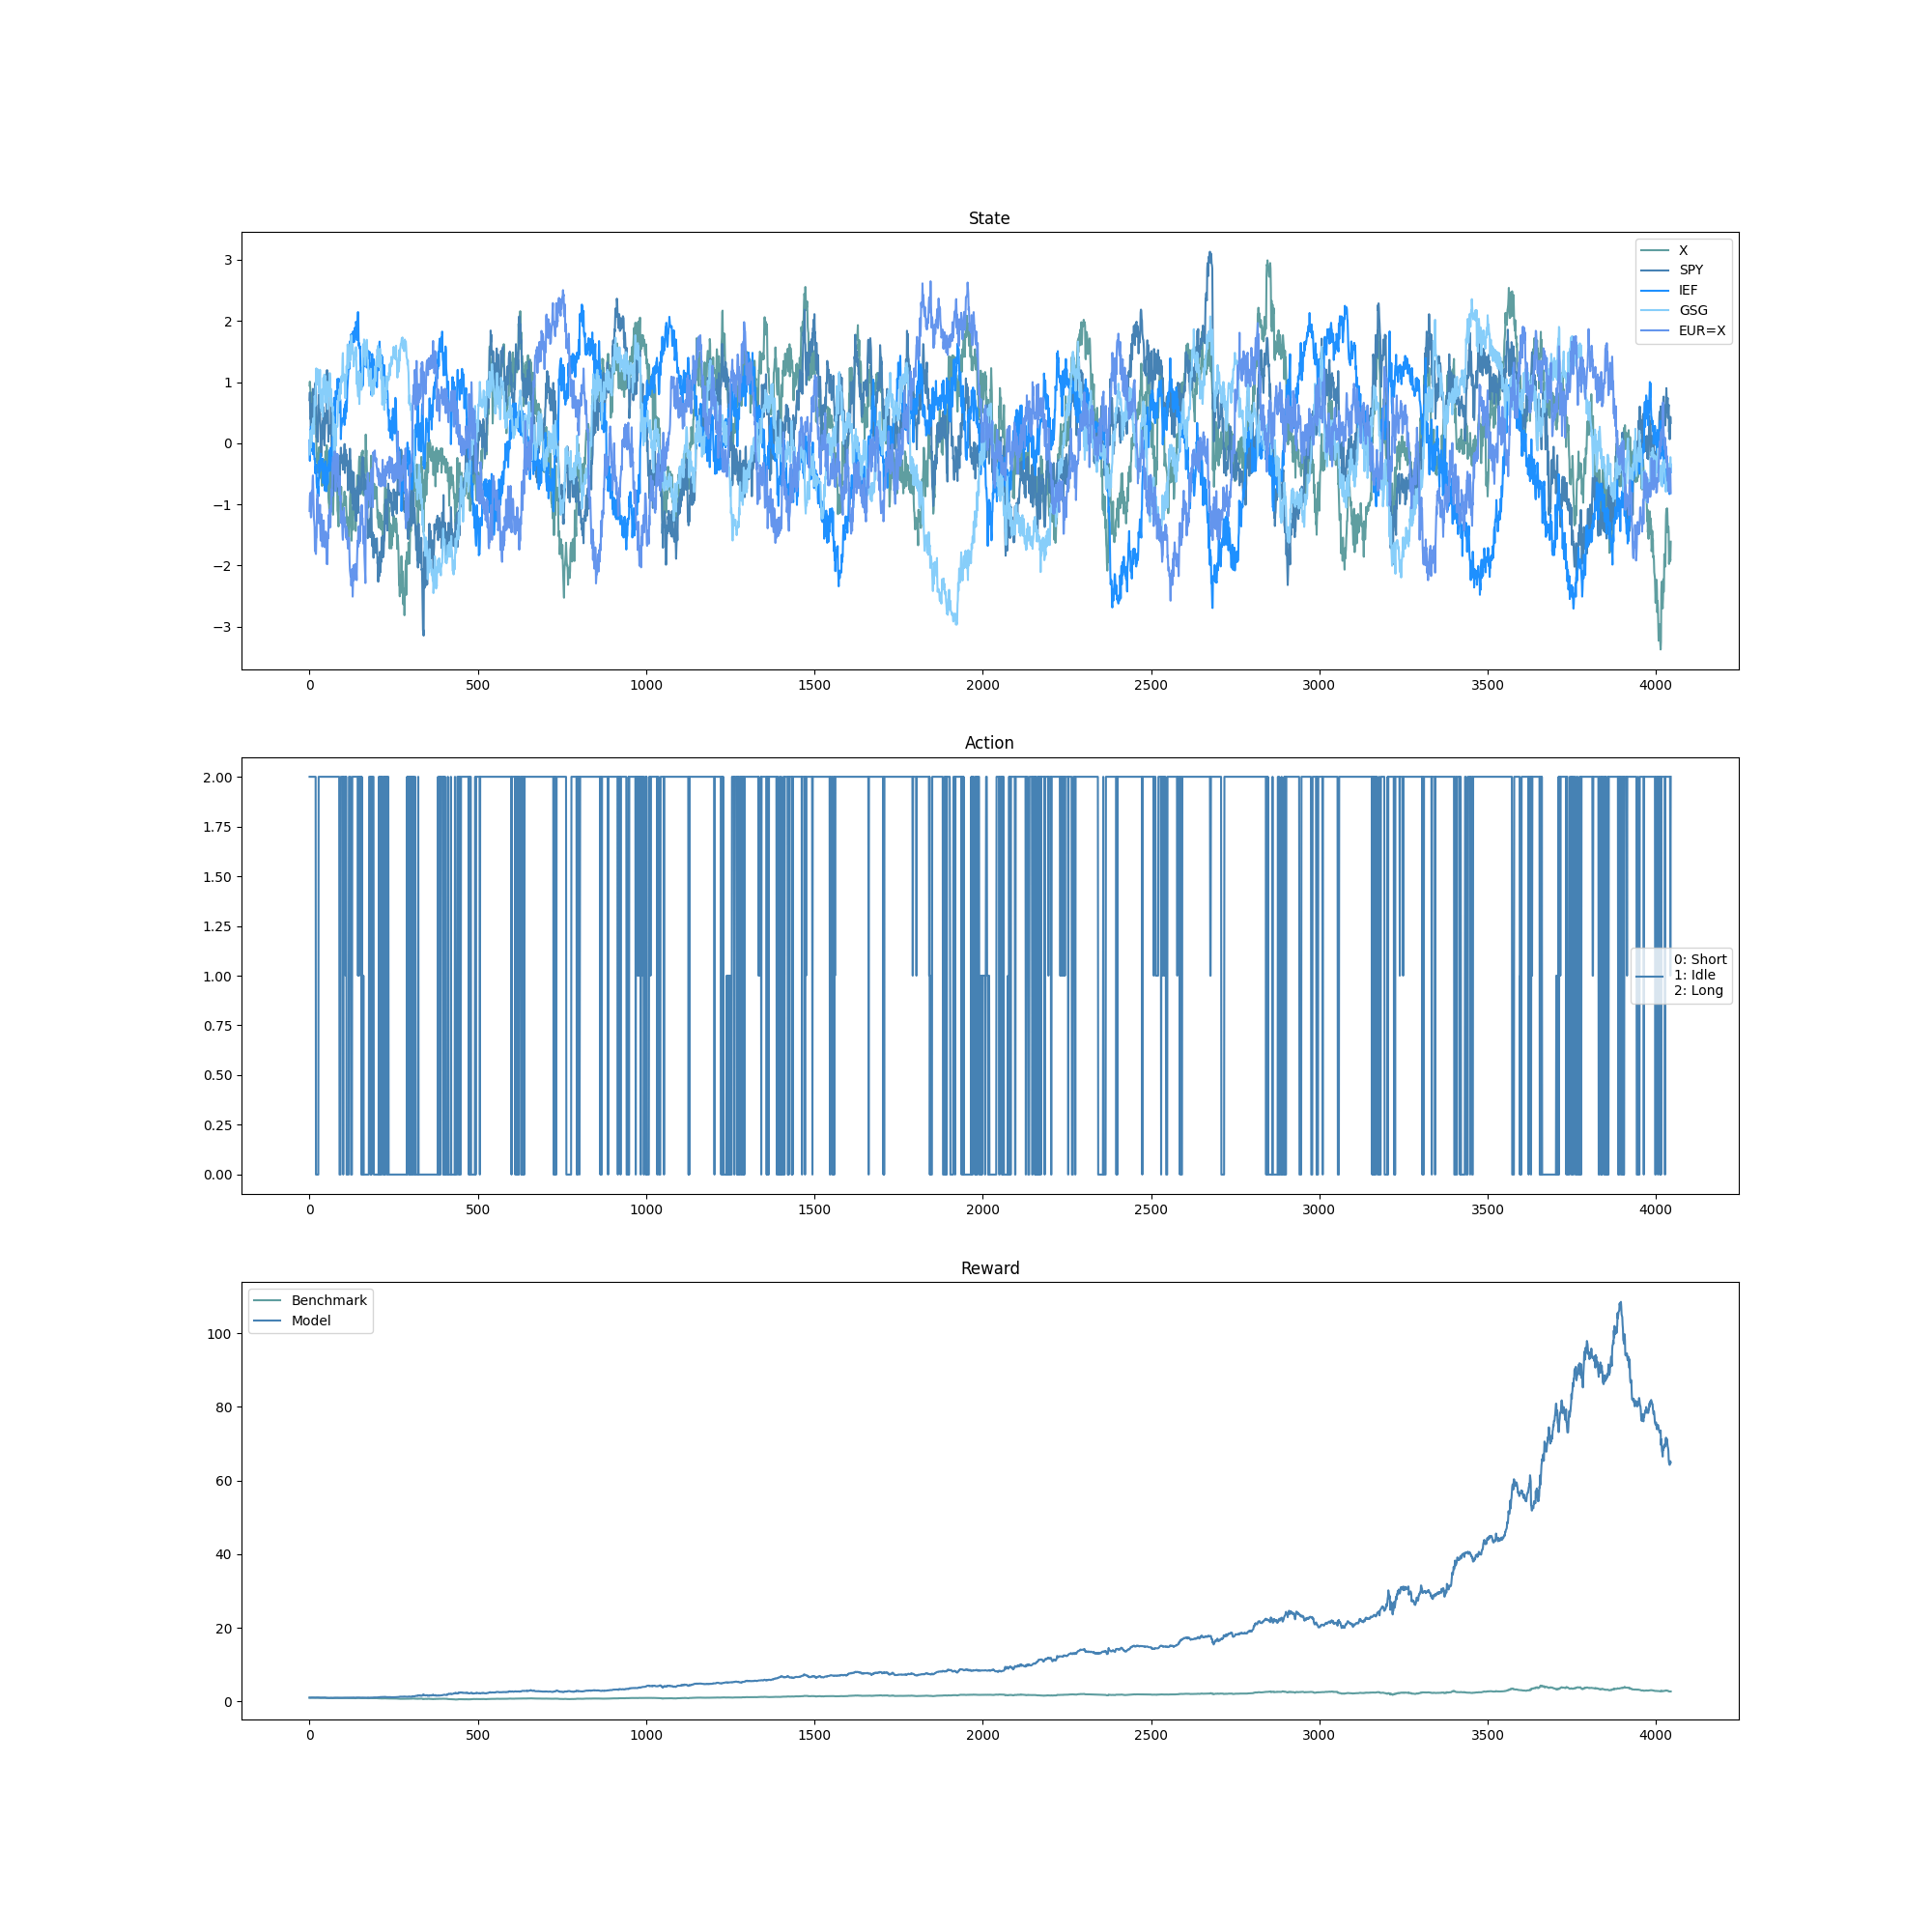 State
3
2
1
0
−1
−2
−3
X
SPY
IEF
GSG
EUR=X
0 500 1000 1500 2000 2500 3000 3500 4000
Action
2.00
1.75
1.50
1.25
1.00
0.75
0.50
0.25
0.00
0: Short
1: Idle
2: Long
0 500 1000 1500 2000 2500 3000 3500 4000
Reward
Benchmark
Model
100
80
60
40
20
0
0 500 1000 1500 2000 2500 3000 3500 4000